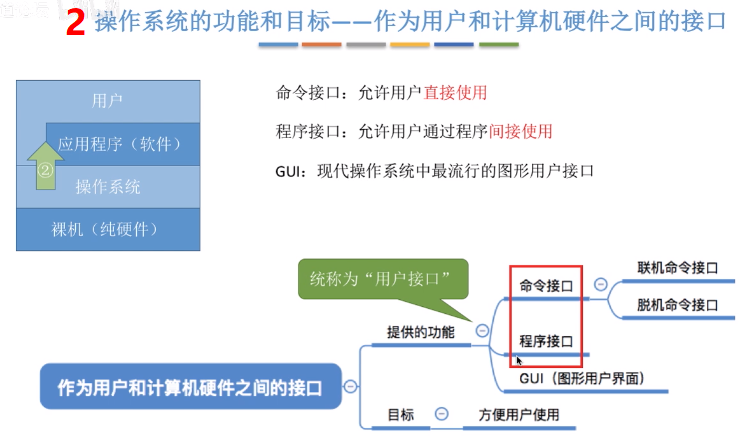 2 操作系统的功能和目标——作为用户和计算机硬件之间的接口
用户
应用程序（软件）
②
操作系统
裸机（纯硬件）
命令接口：允许用户直接使用
程序接口：允许用户通过程序间接使用
GUI：现代操作系统中最流行的图形用户接口
统称为“用户接口”
作为用户和计算机硬件之间的接口
提供的功能
命令接口
联机命令接口
脱机命令接口
程序接口
GUI（图形用户界面）
目标
方便用户使用